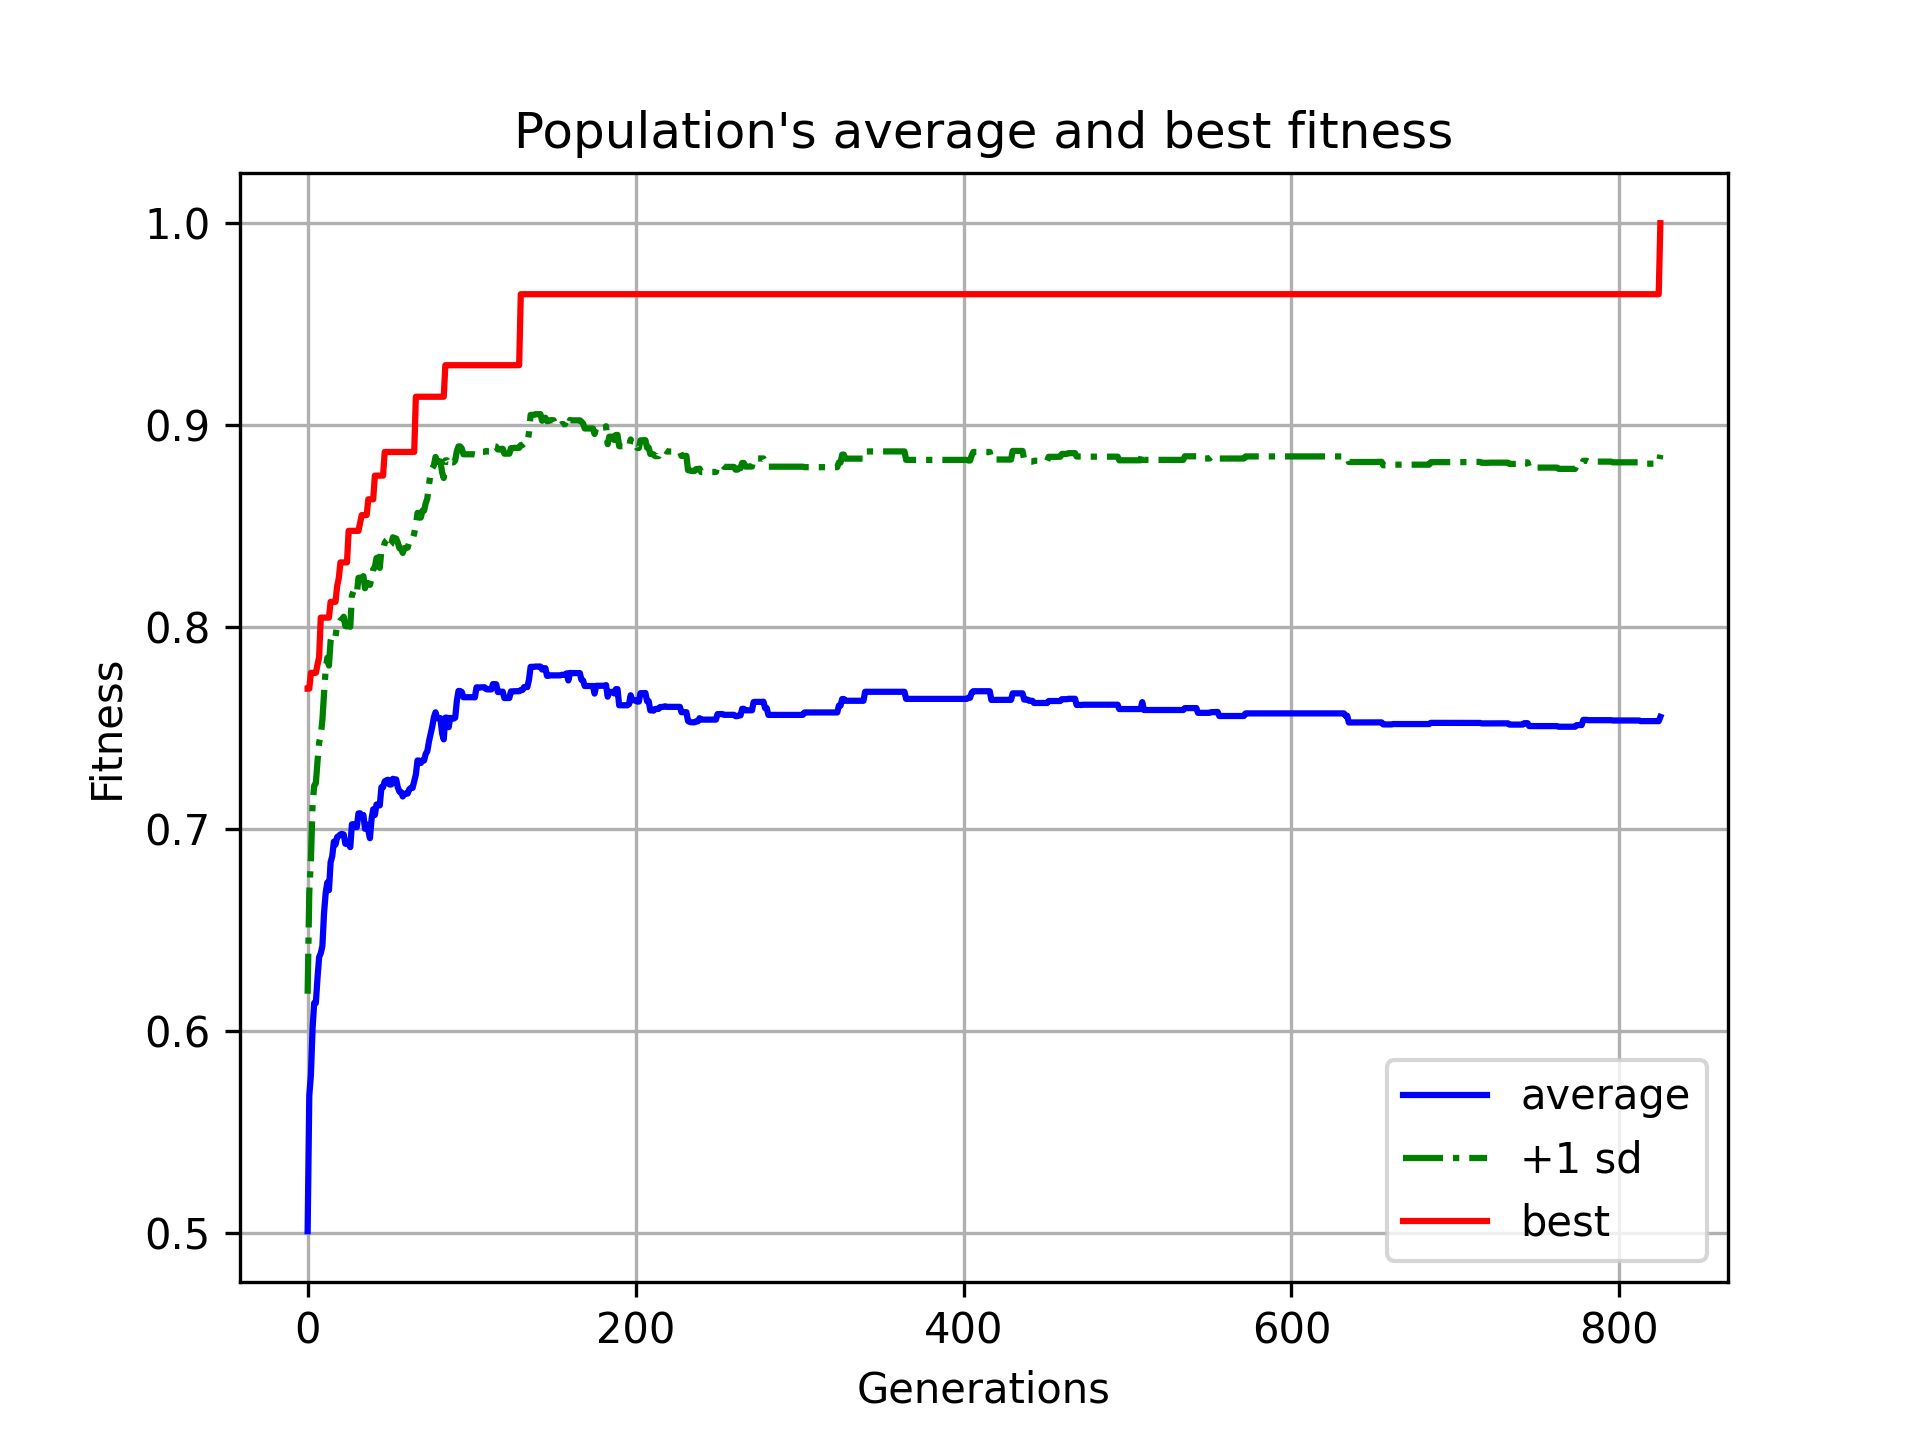 Population's average and best fitness
1.0
0.9
0.8
0.7
0.6
0.5
Fitness
0 200 400 600 800
Generations
average
+1 sd
best